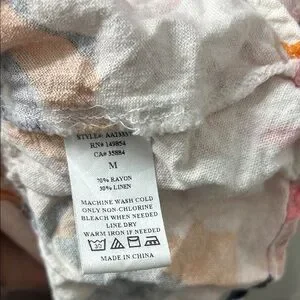 RN# 149854
CA# 35884
M
70% RAYON
30% LINEN
MACHINE WASH COLD
ONLY NON-CHLORINE
BLEACH WHEN NEEDED
LINE DRY
WARM IRON IF NEEDED
MADE IN CHINA